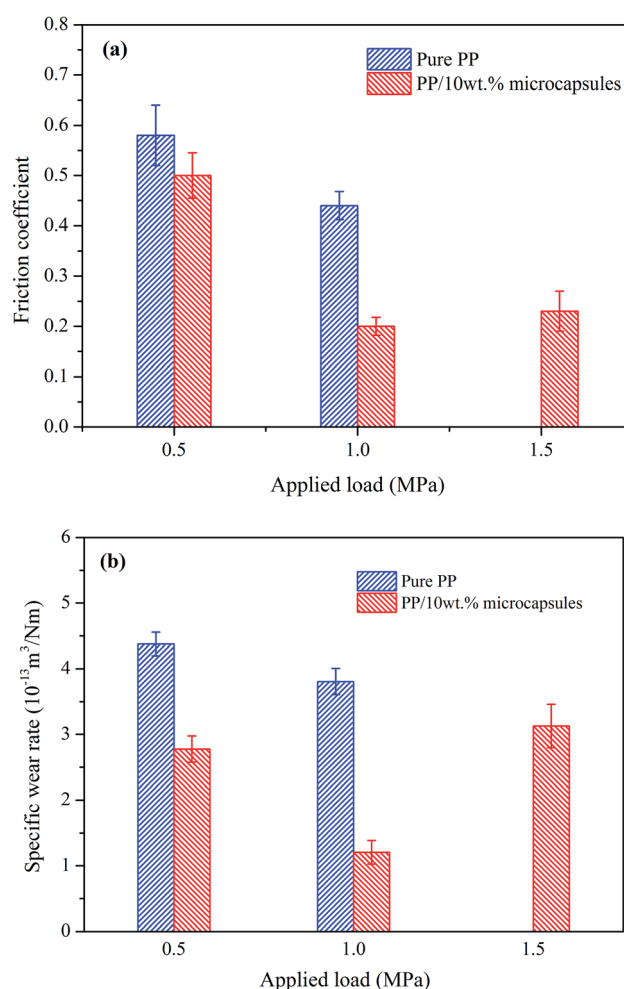 (a)
Pure PP
PP/10wt.% microcapsules
Friction coefficient
0.8
0.7
0.6
0.5
0.4
0.3
0.2
0.1
0.0
0.5 1.0 1.5
Applied load (MPa)
(b)
Pure PP
PP/10wt.% microcapsules
Specific wear rate (10⁻¹³m³/Nm)
6
5
4
3
2
1
0
0.5 1.0 1.5
Applied load (MPa)